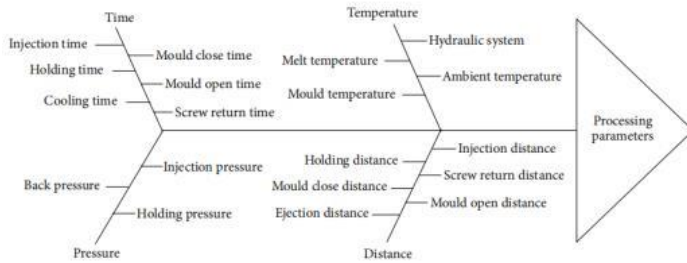 Time
Injection time
Mould close time
Holding time
Mould open time
Cooling time
Screw return time
Temperature
Hydraulic system
Melt temperature
Ambient temperature
Mould temperature
Processing
parameters
Injection pressure
Back pressure
Holding pressure
Pressure
Injection distance
Holding distance
Screw return distance
Mould close distance
Mould open distance
Ejection distance
Distance